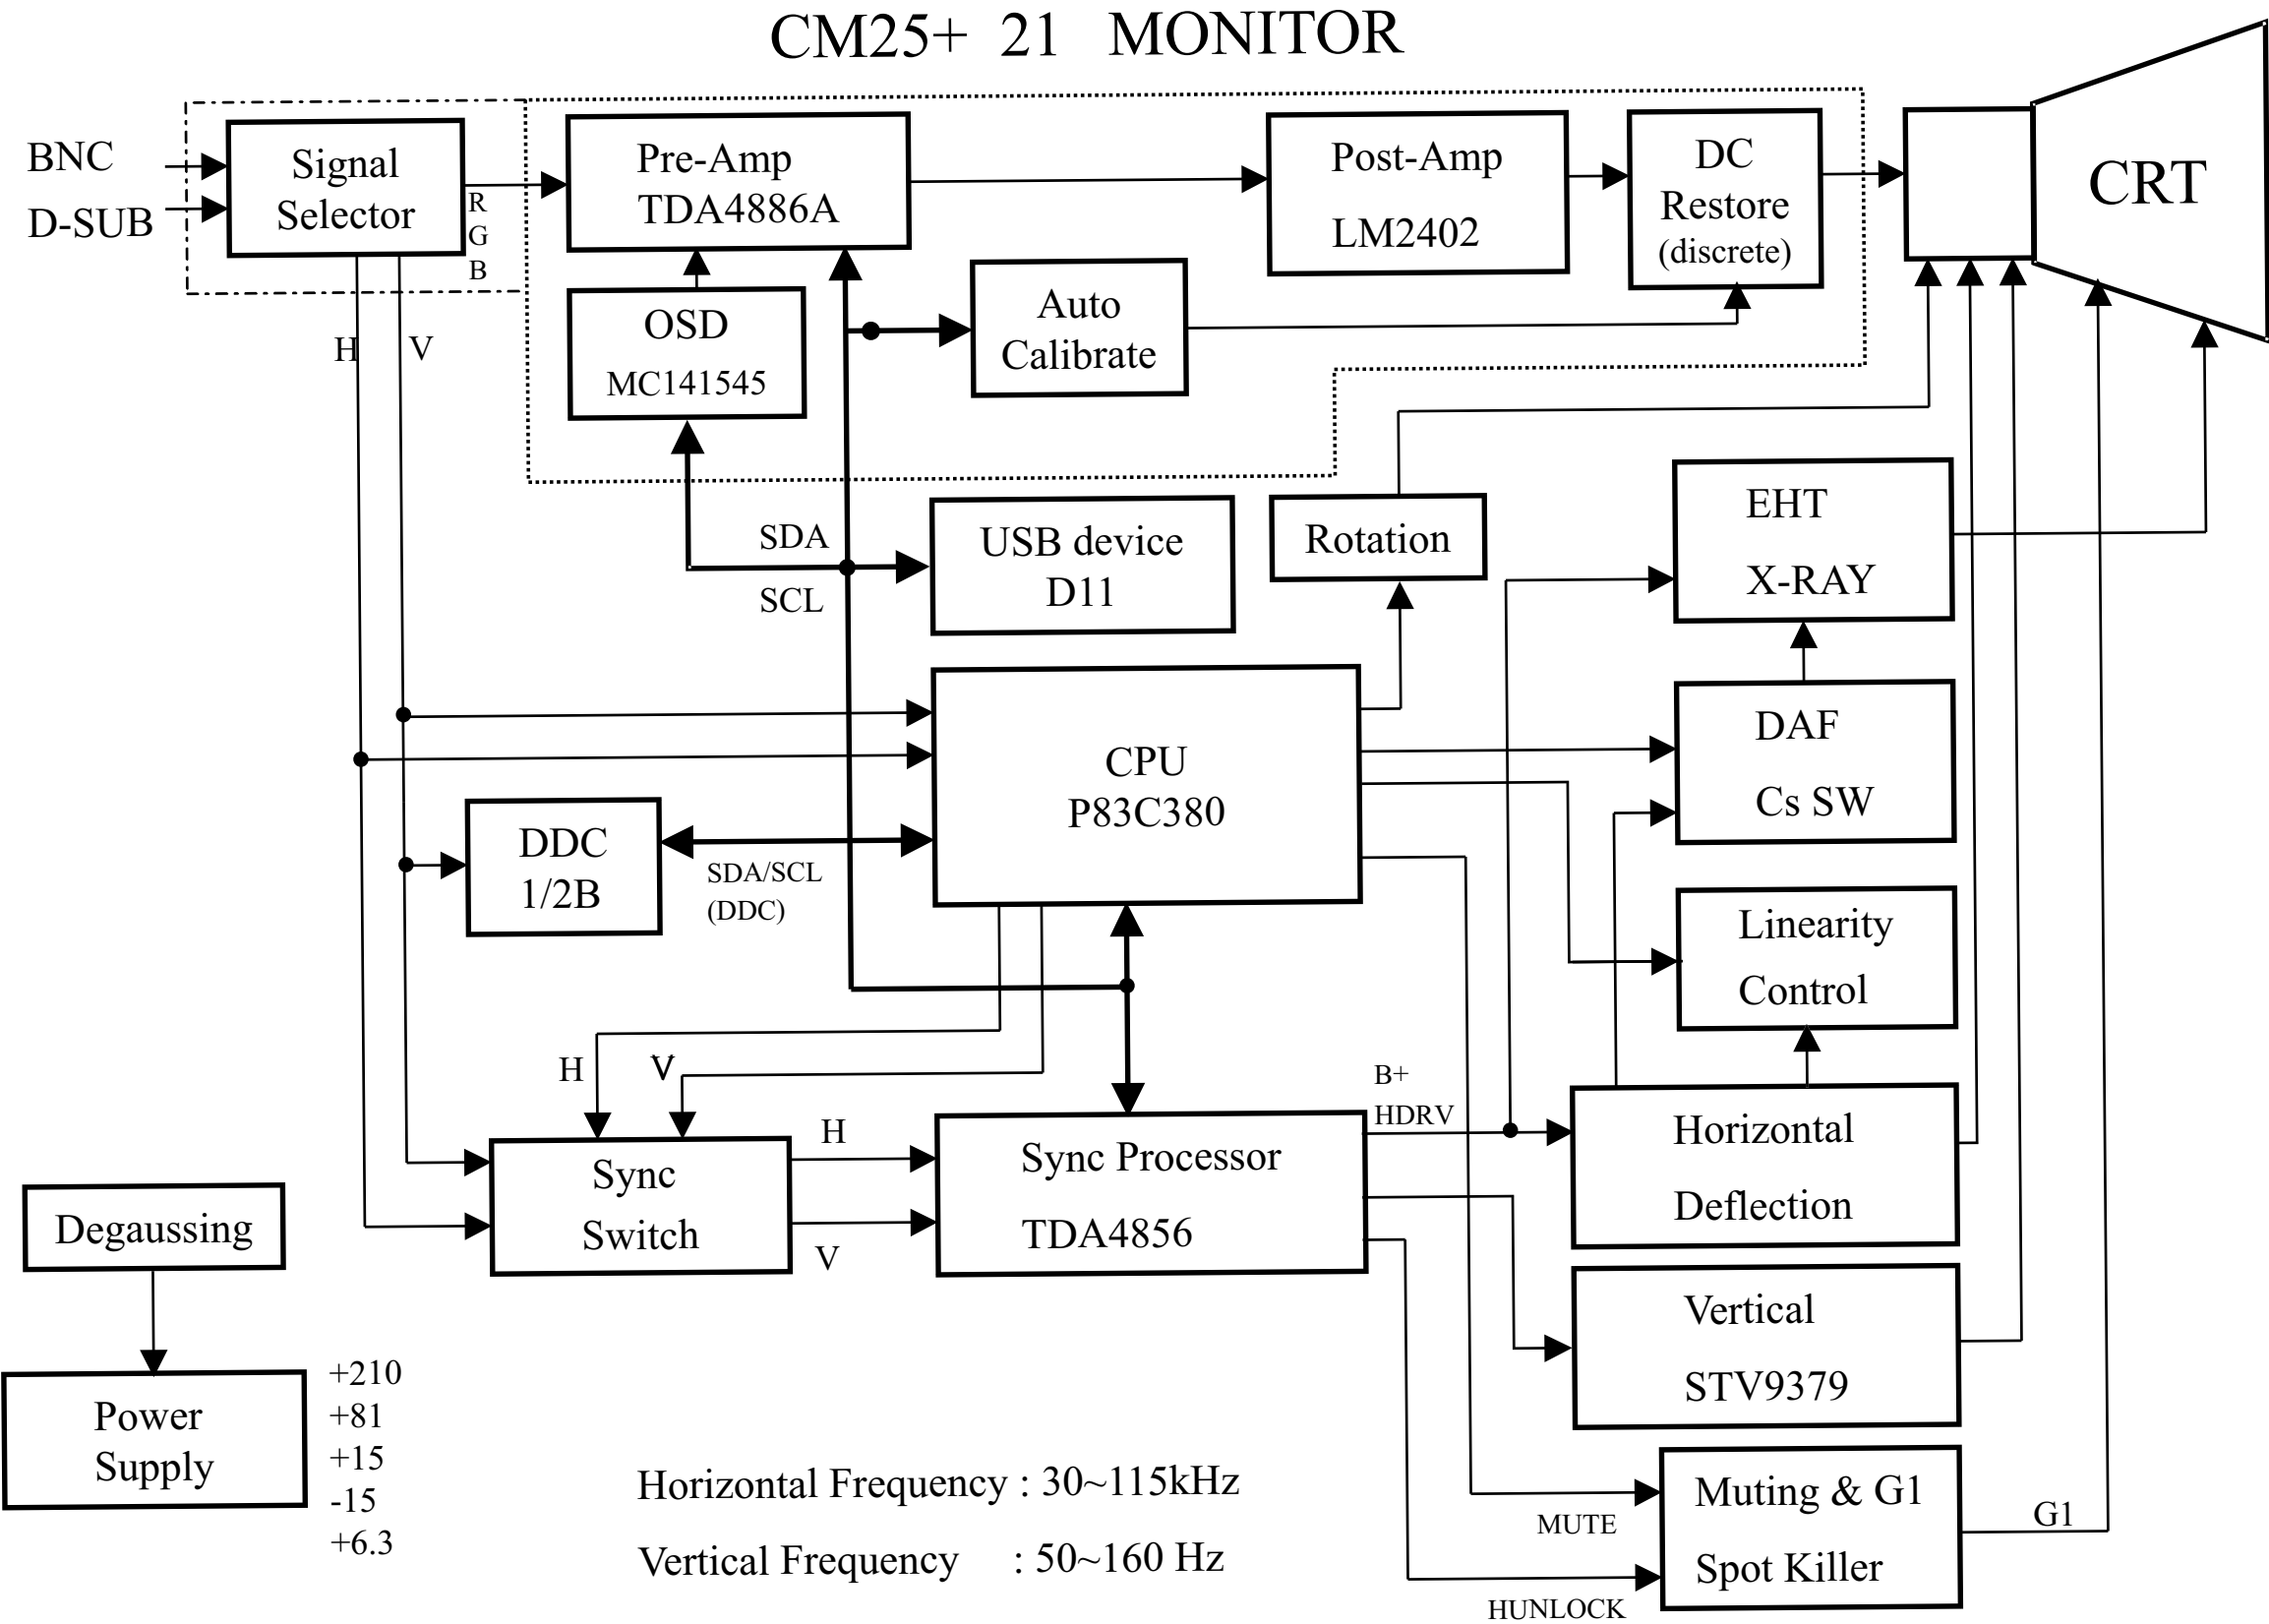 CM25+ 21 MONITOR
BNC
D-SUB
Signal
Selector
R
G
B
H
V
Pre-Amp
TDA4886A
Post-Amp
LM2402
DC
Restore
(discrete)
CRT
OSD
MC141545
Auto
Calibrate
SDA
SCL
USB device
D11
Rotation
EHT
X-RAY
CPU
P83C380
DAF
Cs SW
DDC
1/2B
SDA/SCL
(DDC)
Linearity
Control
H
V
B+
HDRV
Sync
Switch
H
V
Sync Processor
TDA4856
Horizontal
Deflection
Degaussing
Vertical
STV9379
Power
Supply
+210
+81
+15
-15
+6.3
Horizontal Frequency : 30~115kHz
Vertical Frequency : 50~160 Hz
MUTE
HUNLOCK
Muting & G1
Spot Killer
G1